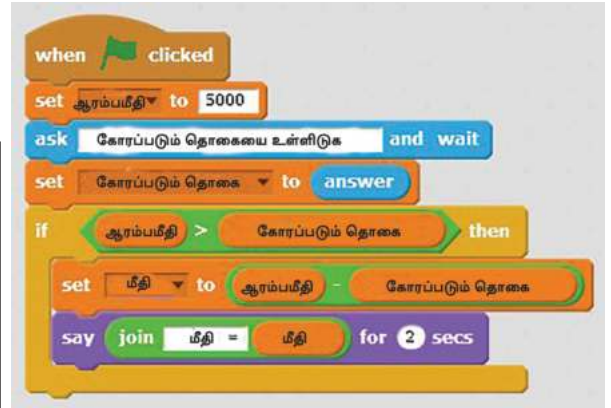 when clicked
set ஆரம்பமீதி to 5000
ask கோரப்படும் தொகையை உள்ளிடுக and wait
set கோரப்படும் தொகை to answer
if ஆரம்பமீதி > கோரப்படும் தொகை then
set மீதி to ஆரம்பமீதி - கோரப்படும் தொகை
say join மீதி = மீதி for 2 secs